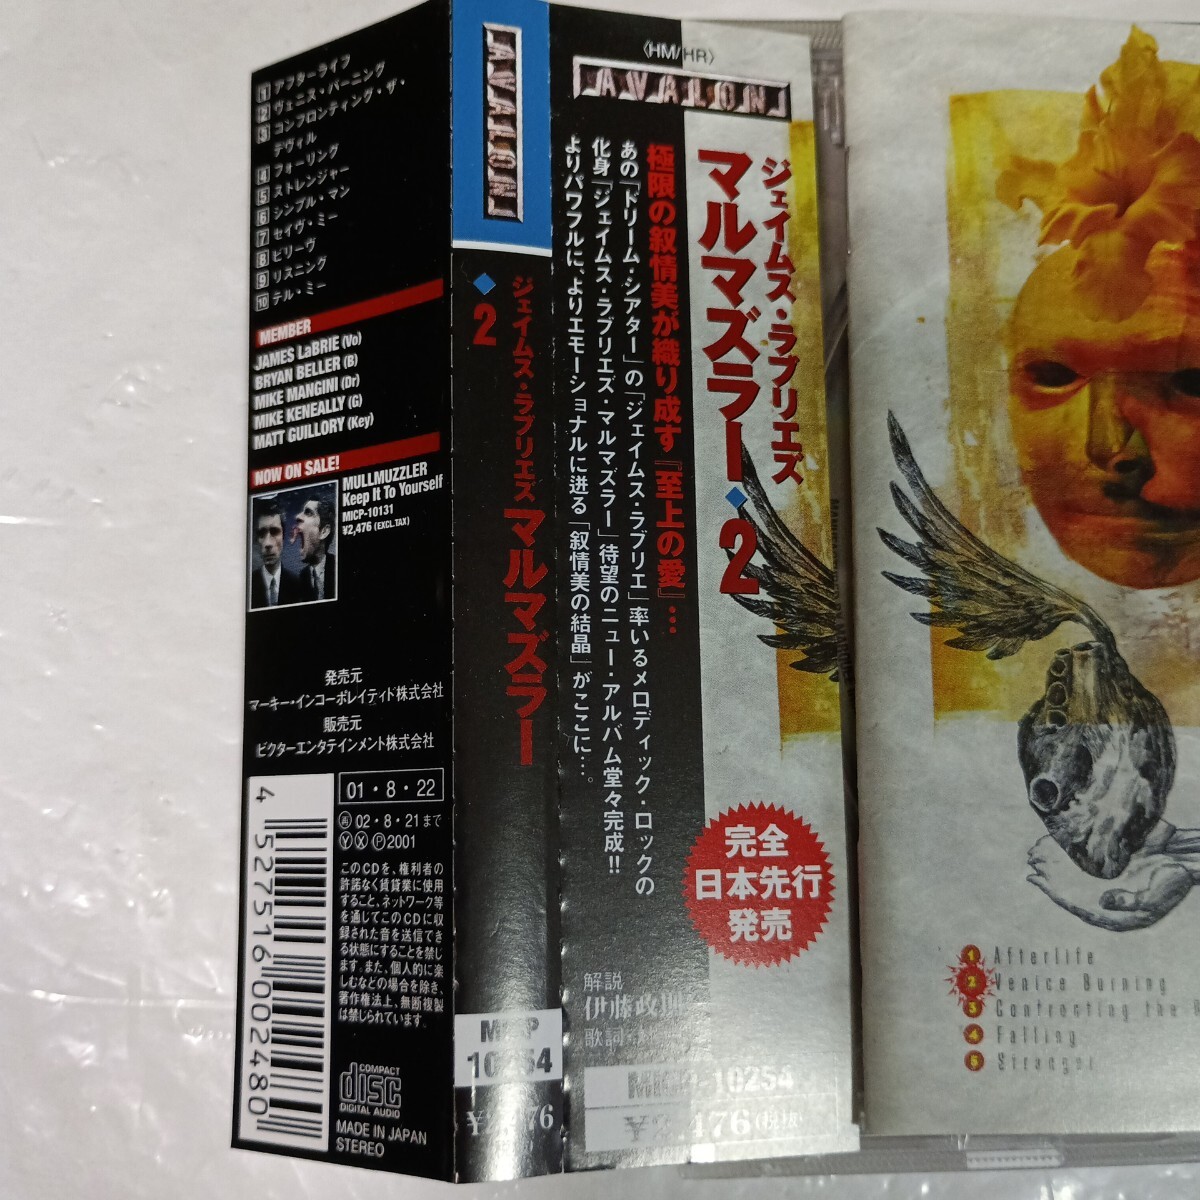 1 アフターライフ
2 ヴェニス・バーニング
3 コンフロンティング・ザ・
デヴィル
4 フォーリング
5 ストレンジャー
6 シンプル・マン
7 セイヴ・ミー
8 ビリーヴ
9 リスニング
10 テル・ミー
MEMBER
JAMES LaBRIE (Vo)
BRYAN BELLER (B)
MIKE MANGINI (Dr)
MIKE KENEALLY (G)
MATT GUILLORY (Key)
NOW ON SALE!
MULLMUZZLER
Keep It To Yourself
MICP-10131
¥2,476 (EXCL.TAX)
発売元
マーキー・インコーポレイティド株式会社
販売元
ビクターエンタテインメント株式会社
4527516002480
01・8・22
再 02・8・21まで
Ⓨ Ⓧ Ⓟ2001
このCDを、権利者の
許諾なく賃貸業に使用
すること、ネットワーク等
を通じてこのCDに収
録された音を送信でき
る状態にすることを禁じ
ます。また、個人的に楽
しむなどの場合を除き、
著作権法上、無断複製
は禁じられています。
COMPACT
disc
DIGITAL AUDIO
MADE IN JAPAN
STEREO
AVALON
ジェイムス・ラブリエズ マルマズラー◆2
10254
〈HM/HR〉
AVALON
ジェイムス・ラブリエズ
マルマズラー◆2
極限の叙情美が織り成す『至上の愛』…
あの「ドリーム・シアター」の「ジェイムス・ラブリエ」率いるメロディック・ロックの
化身「ジェイムス・ラブリエズ・マルマズラー」待望のニュー・アルバム堂々完成!!
よりパワフルに、よりエモーショナルに迸る「叙情美の結晶」がここに…。
完全
日本先行
発売
解説
伊藤政則
歌詞
10254
(税抜)
1 Afterlife
2 Venice Burning
3 Confronting the
4 Falling
5 Stranger